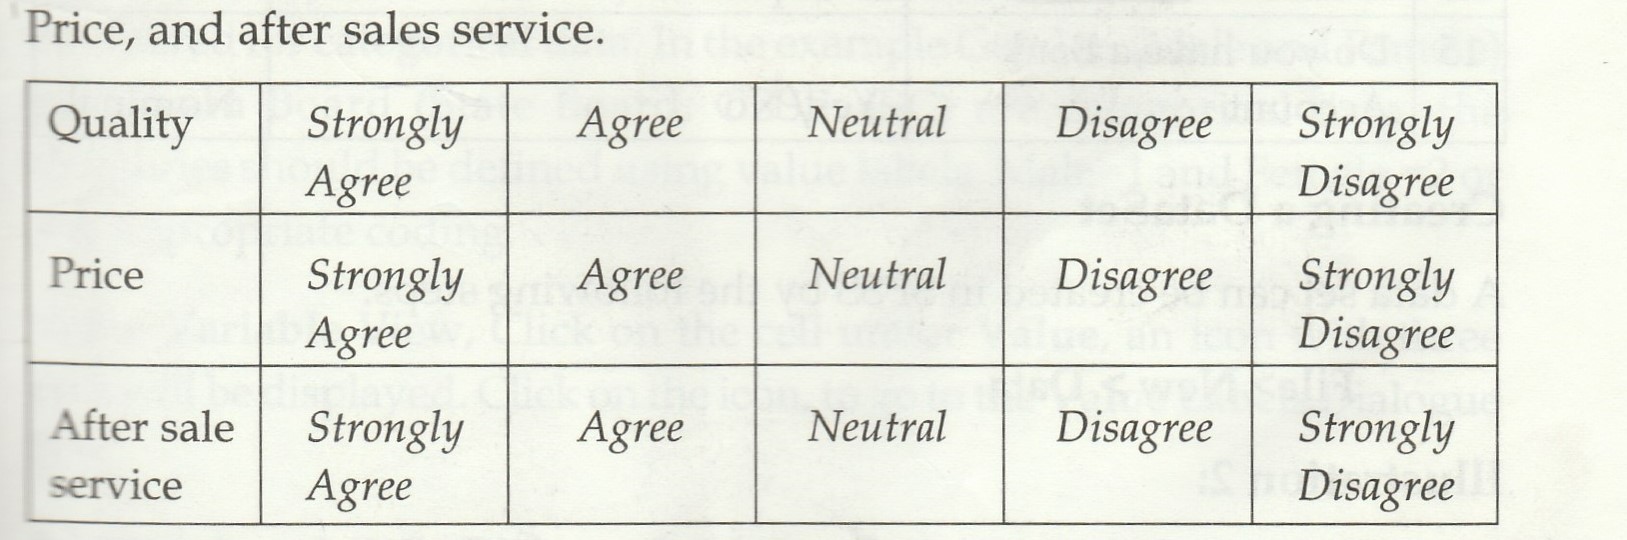 Price, and after sales service.
Quality Strongly Agree Agree Neutral Disagree Strongly Disagree
Price Strongly Agree Agree Neutral Disagree Strongly Disagree
After sale service Strongly Agree Agree Neutral Disagree Strongly Disagree